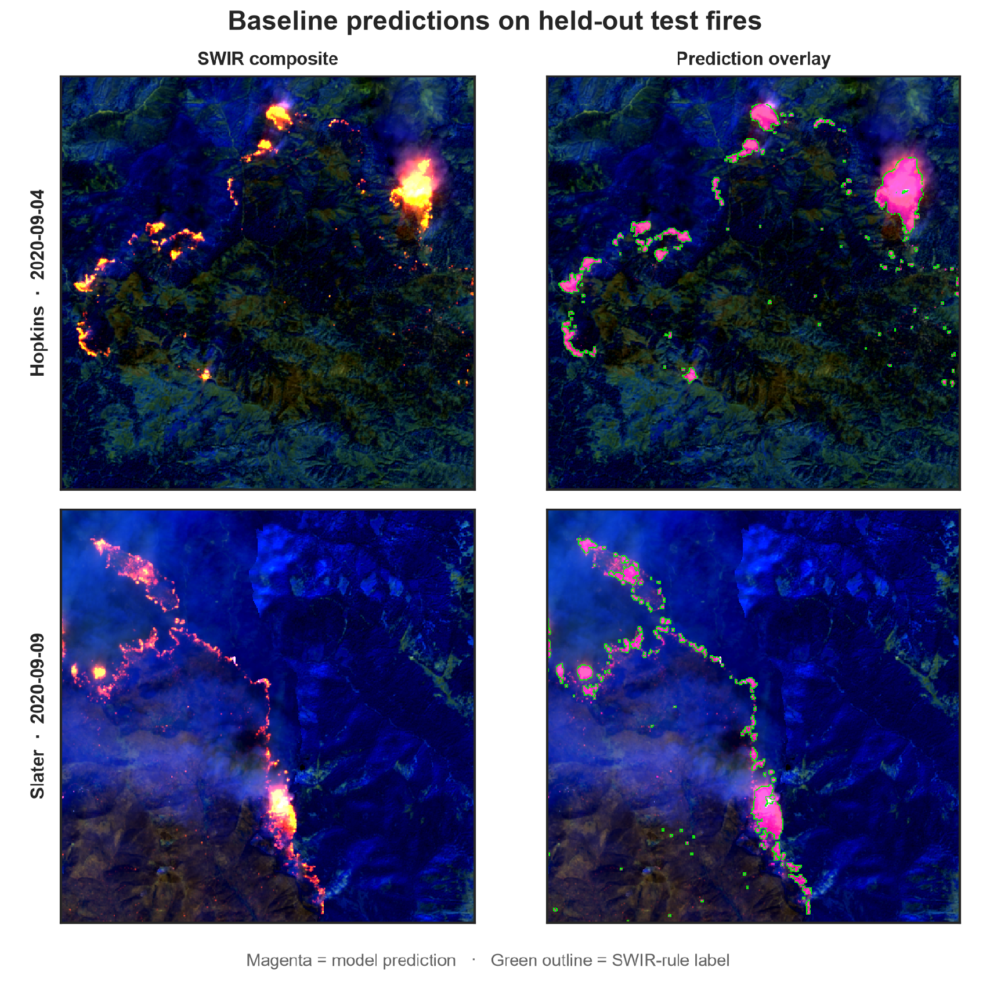 Baseline predictions on held-out test fires
SWIR composite
Prediction overlay
Hopkins · 2020-09-04
Slater · 2020-09-09
Magenta = model prediction · Green outline = SWIR-rule label